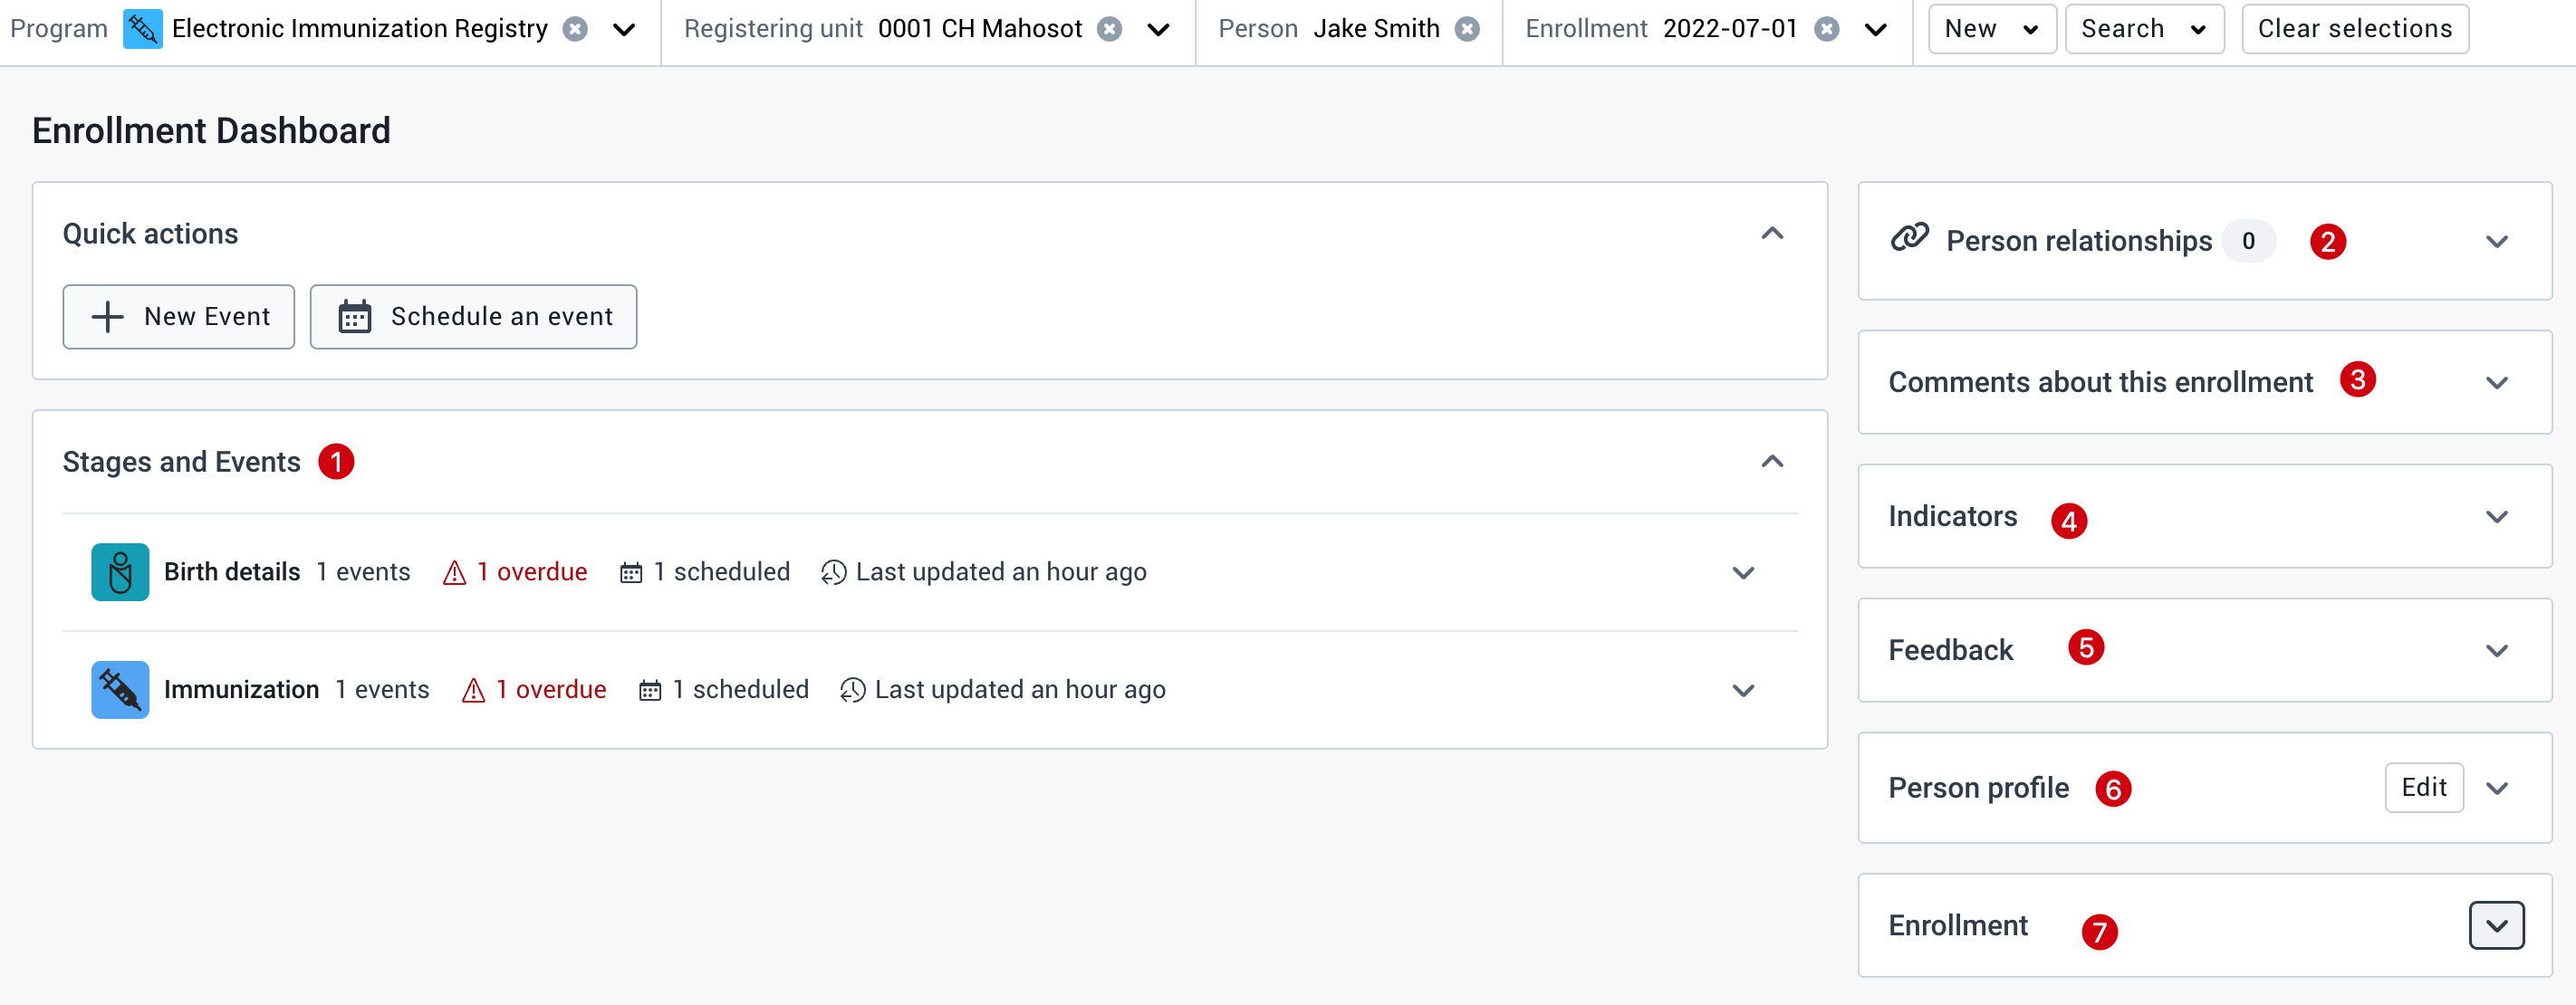 Program Electronic Immunization Registry Registering unit 0001 CH Mahosot Person Jake Smith Enrollment 2022-07-01 New Search Clear selections
Enrollment Dashboard
Quick actions
New Event Schedule an event
Stages and Events 1
Birth details 1 events 1 overdue 1 scheduled Last updated an hour ago
Immunization 1 events 1 overdue 1 scheduled Last updated an hour ago
Person relationships 0 2
Comments about this enrollment 3
Indicators 4
Feedback 5
Person profile 6 Edit
Enrollment 7